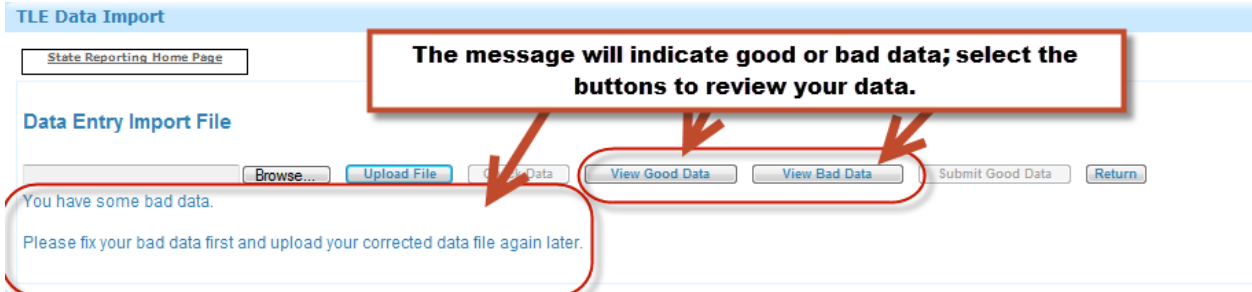 TLE Data Import
State Reporting Home Page
The message will indicate good or bad data; select the
buttons to review your data.
Data Entry Import File
Browse... Upload File Data View Good Data View Bad Data Submit Good Data Return
You have some bad data.
Please fix your bad data first and upload your corrected data file again later.